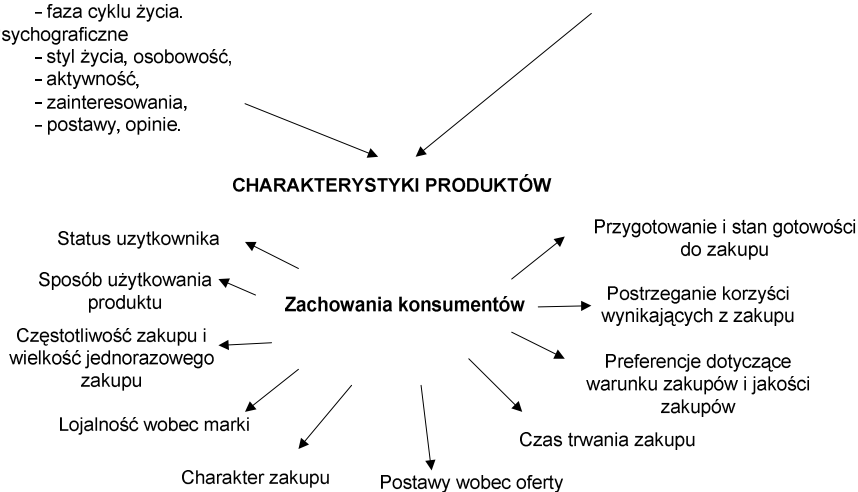 – faza cyklu życia.
sychograficzne
– styl życia, osobowość,
– aktywność,
– zainteresowania,
– postawy, opinie.
CHARAKTERYSTYKI PRODUKTÓW
Status uzytkownika
Sposób użytkowania
produktu
Częstotliwość zakupu i
wielkość jednorazowego
zakupu
Lojalność wobec marki
Charakter zakupu
Zachowania konsumentów
Postawy wobec oferty
Przygotowanie i stan gotowości
do zakupu
Postrzeganie korzyści
wynikających z zakupu
Preferencje dotyczące
warunku zakupów i jakości
zakupów
Czas trwania zakupu